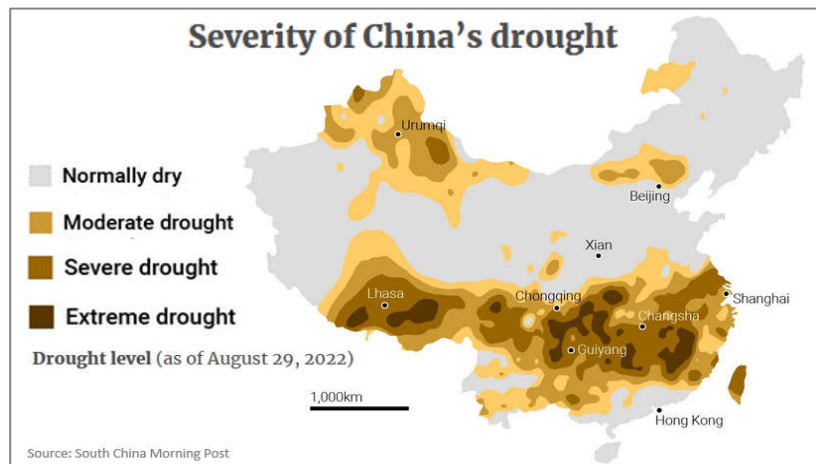 Severity of China’s drought
Normally dry
Moderate drought
Severe drought
Extreme drought
Drought level (as of August 29, 2022)
1,000km
Source: South China Morning Post
Urumqi
Beijing
Xian
Lhasa
Chongqing
Shanghai
Changsha
Guiyang
Hong Kong